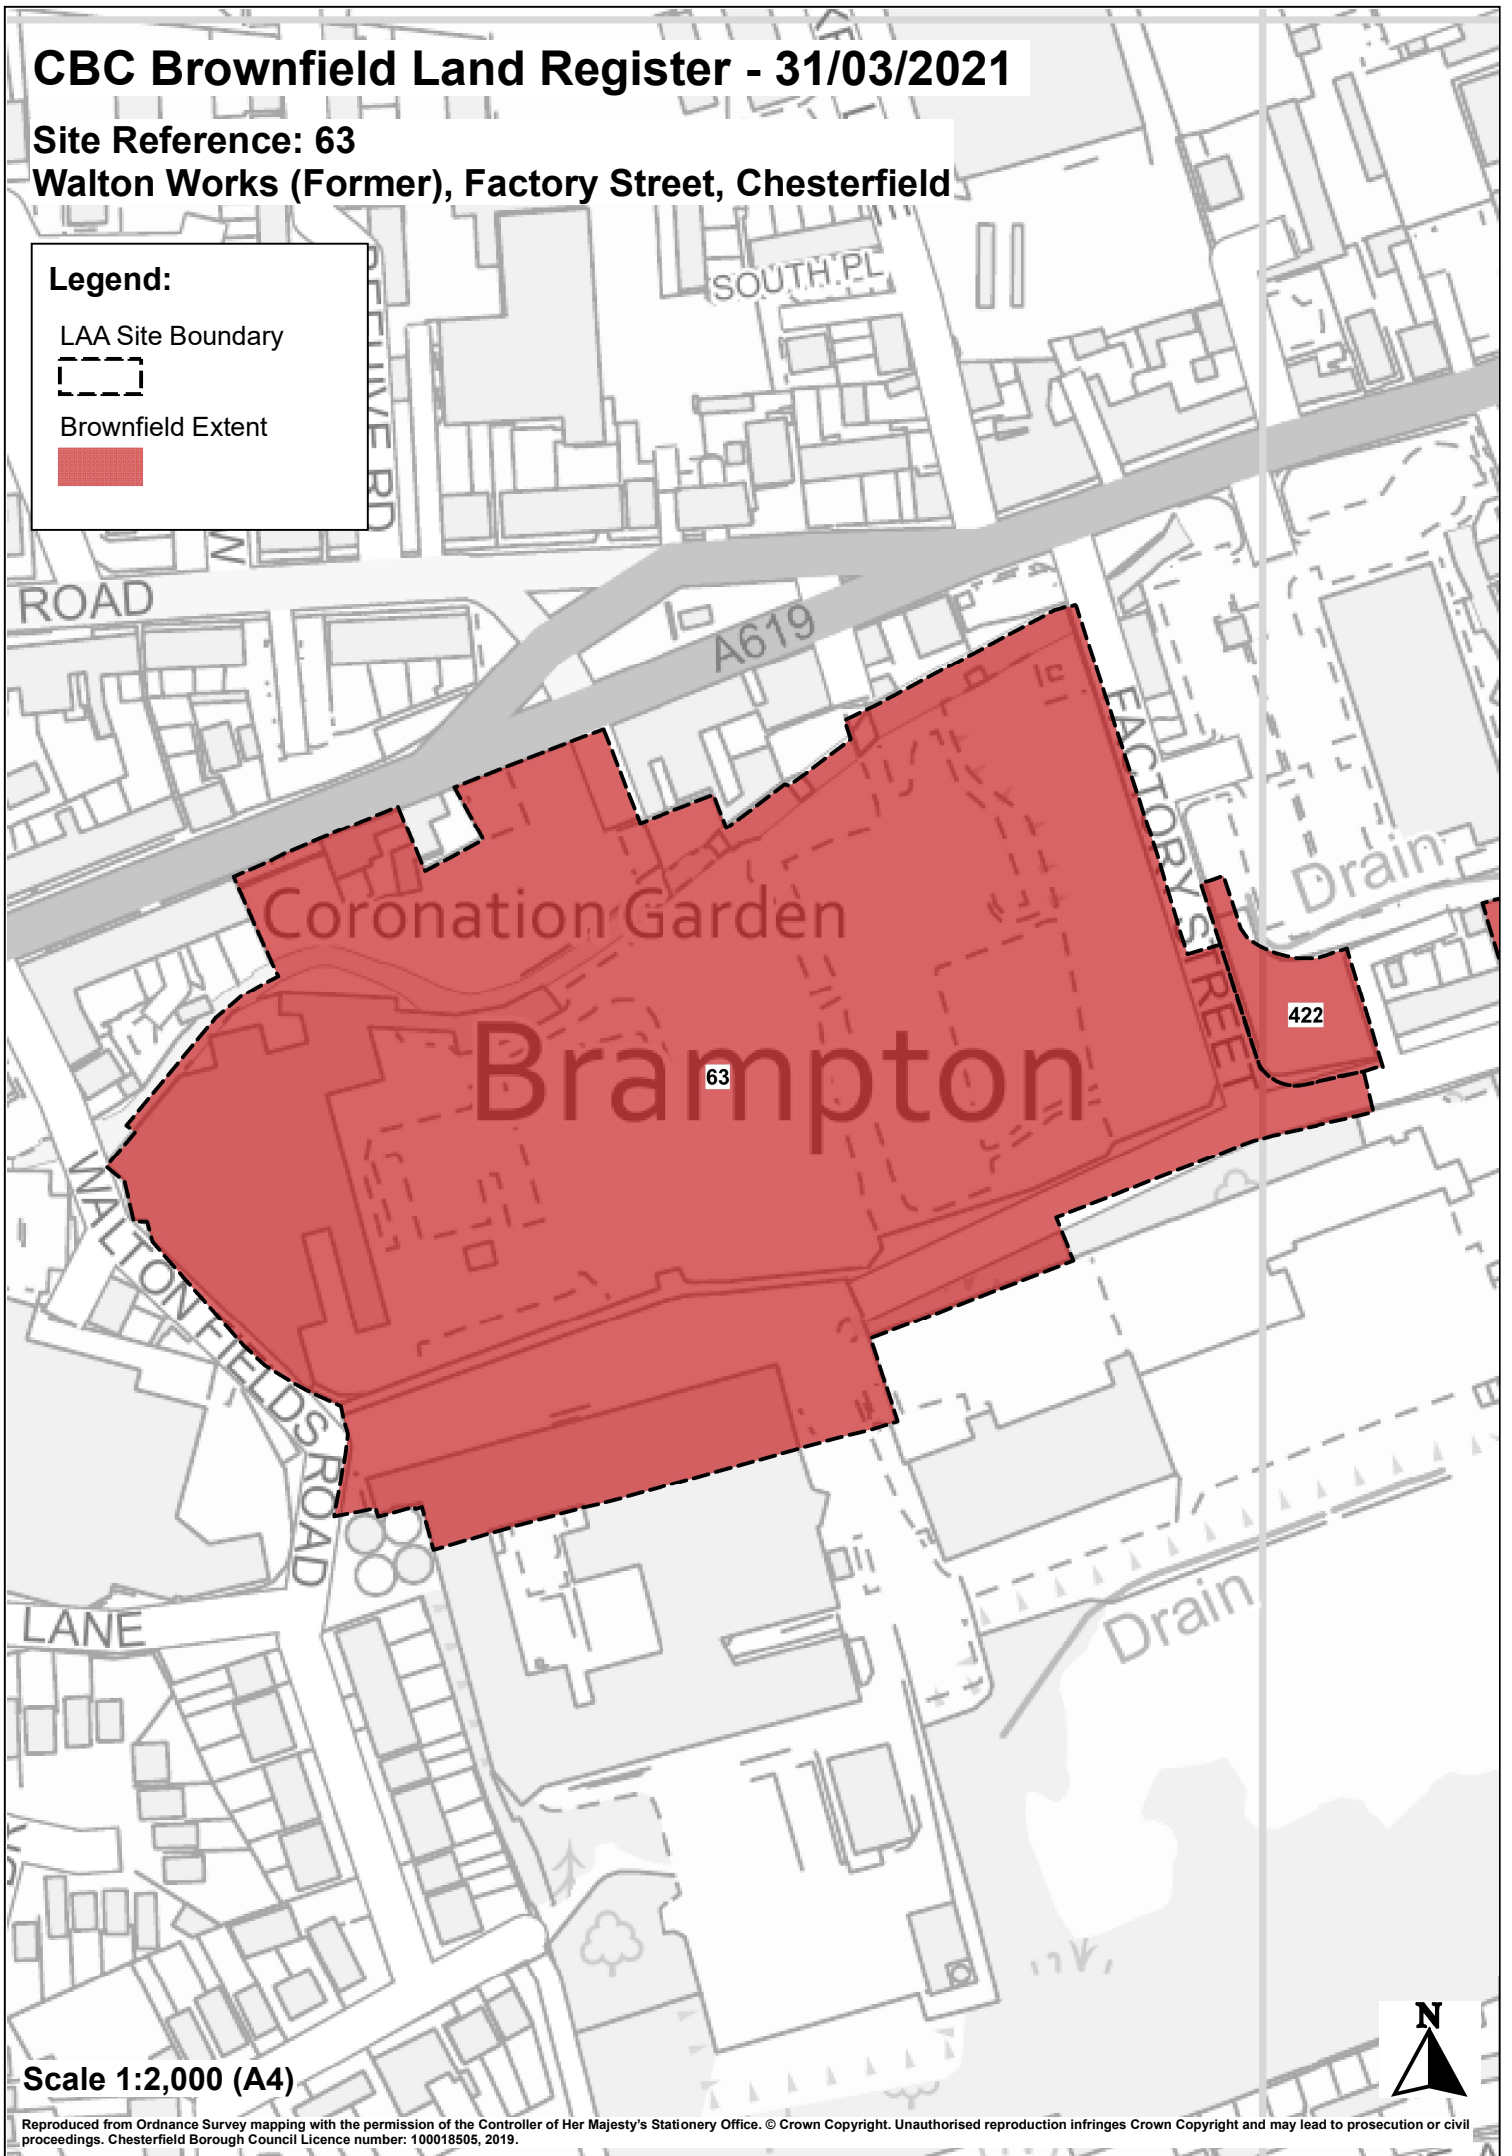 CBC Brownfield Land Register - 31/03/2021
Site Reference: 63
Walton Works (Former), Factory Street, Chesterfield
Legend:
LAA Site Boundary
Brownfield Extent
SOUTH PL
ROAD
A619
FACTORY STREET
Drain
Coronation Garden
Brampton
63
422
WALTON FIELDS ROAD
LANE
Drain
N
Scale 1:2,000 (A4)
Reproduced from Ordnance Survey mapping with the permission of the Controller of Her Majesty's Stationery Office. © Crown Copyright. Unauthorised reproduction infringes Crown Copyright and may lead to prosecution or civil
proceedings. Chesterfield Borough Council Licence number: 100018505, 2019.